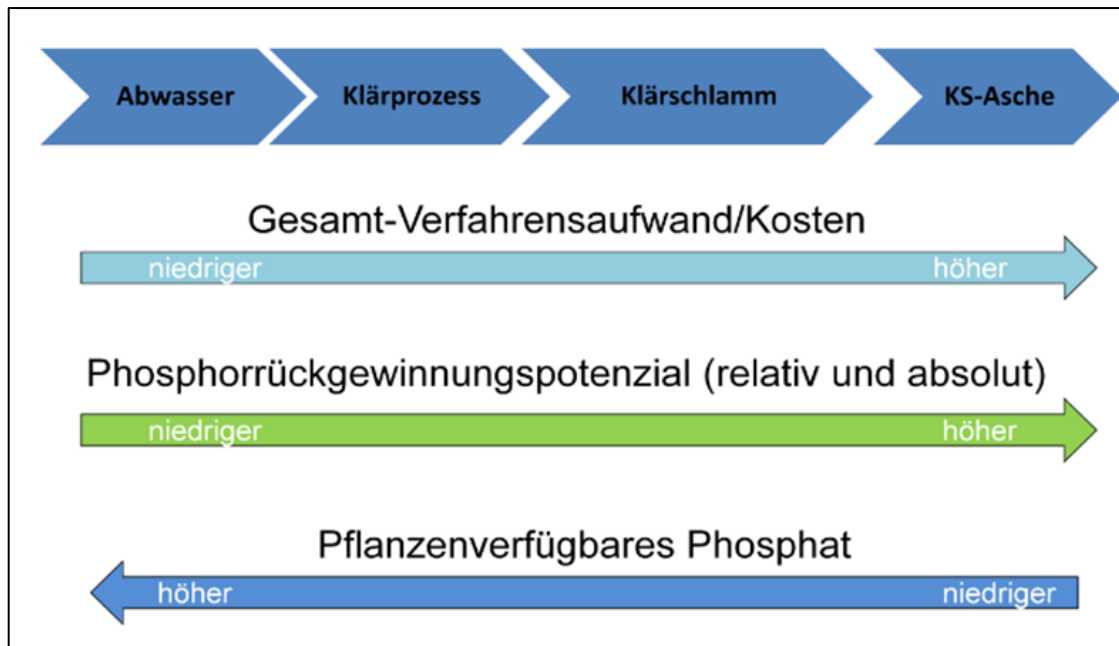 Abwasser Klärprozess Klärschlamm KS-Asche
Gesamt-Verfahrensaufwand/Kosten
niedriger höher
Phosphorrückgewinnungspotenzial (relativ und absolut)
niedriger höher
Pflanzenverfügbares Phosphat
höher niedriger